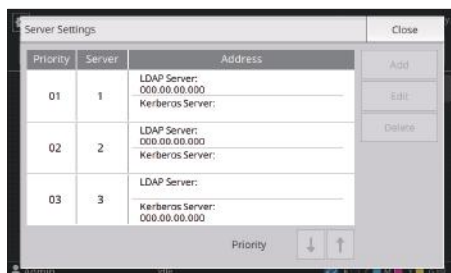 Server Settings
Close
Priority Server Address
Add
Edit
Delete
01 1 LDAP Server:
000.00.00.000
Kerberos Server:
02 2 LDAP Server:
000.00.00.000
Kerberos Server:
03 3 LDAP Server:
Kerberos Server:
000.00.00.000
Priority
Admin
Idle